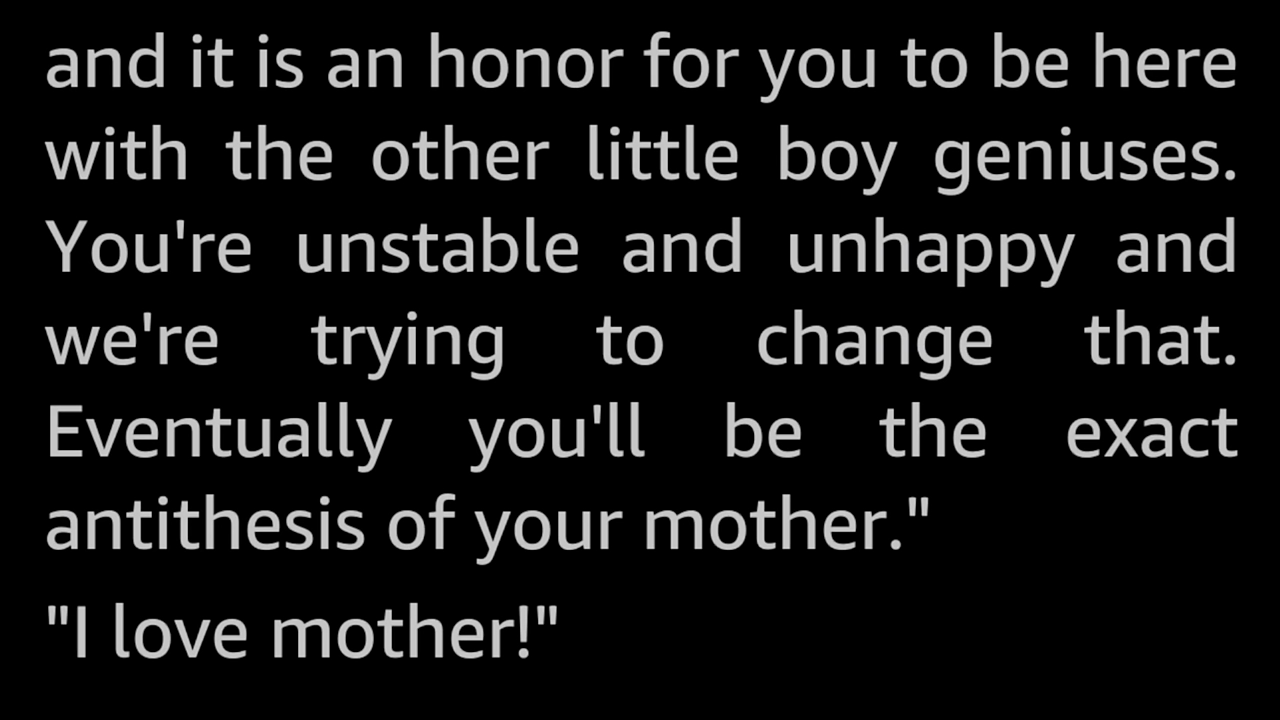 and it is an honor for you to be here
with the other little boy geniuses.
You're unstable and unhappy and
we're trying to change that.
Eventually you'll be the exact
antithesis of your mother."
"I love mother!"